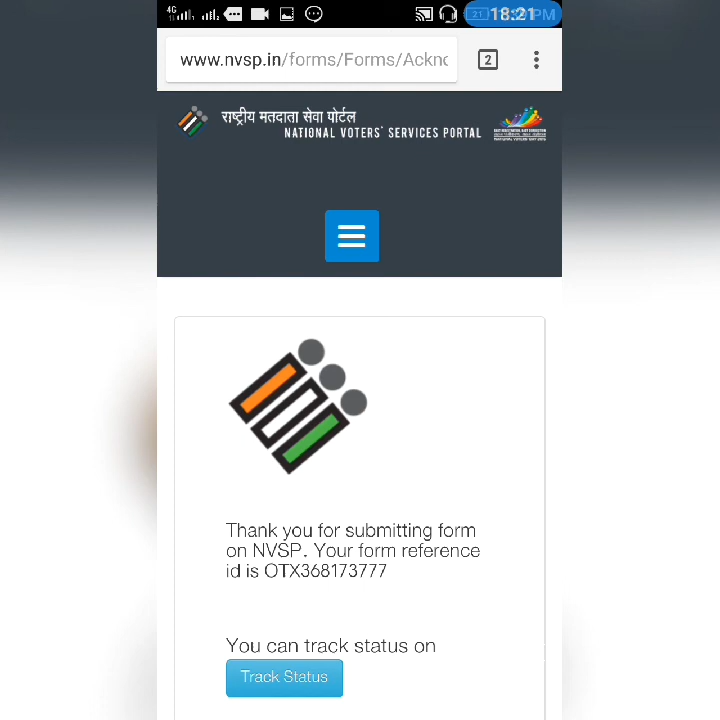 4G
18:21 PM
www.nvsp.in/forms/Forms/Ackno
2
राष्ट्रीय मतदाता सेवा पोर्टल
NATIONAL VOTERS' SERVICES PORTAL
Thank you for submitting form
on NVSP. Your form reference
id is OTX368173777
You can track status on
Track Status